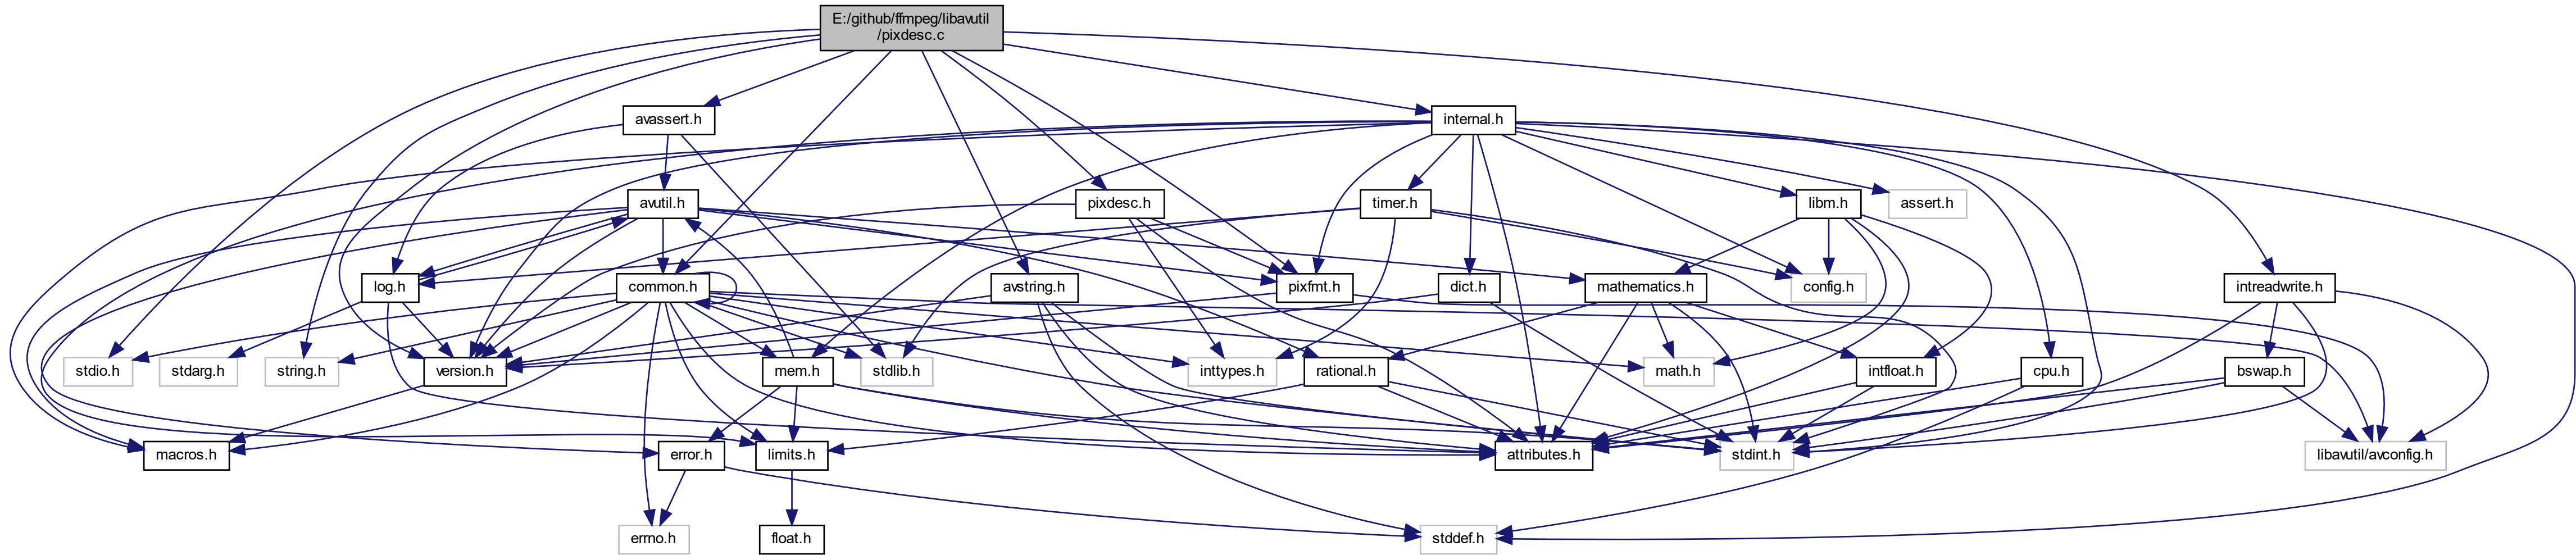 E:/github/ffmpeg/libavutil
/pixdesc.c
avassert.h
internal.h
avutil.h
pixdesc.h
timer.h
libm.h
assert.h
log.h
common.h
avstring.h
pixfmt.h
dict.h
mathematics.h
config.h
intreadwrite.h
stdio.h
stdarg.h
string.h
version.h
mem.h
stdlib.h
inttypes.h
rational.h
math.h
intfloat.h
cpu.h
bswap.h
macros.h
error.h
limits.h
attributes.h
stdint.h
libavutil/avconfig.h
errno.h
float.h
stddef.h